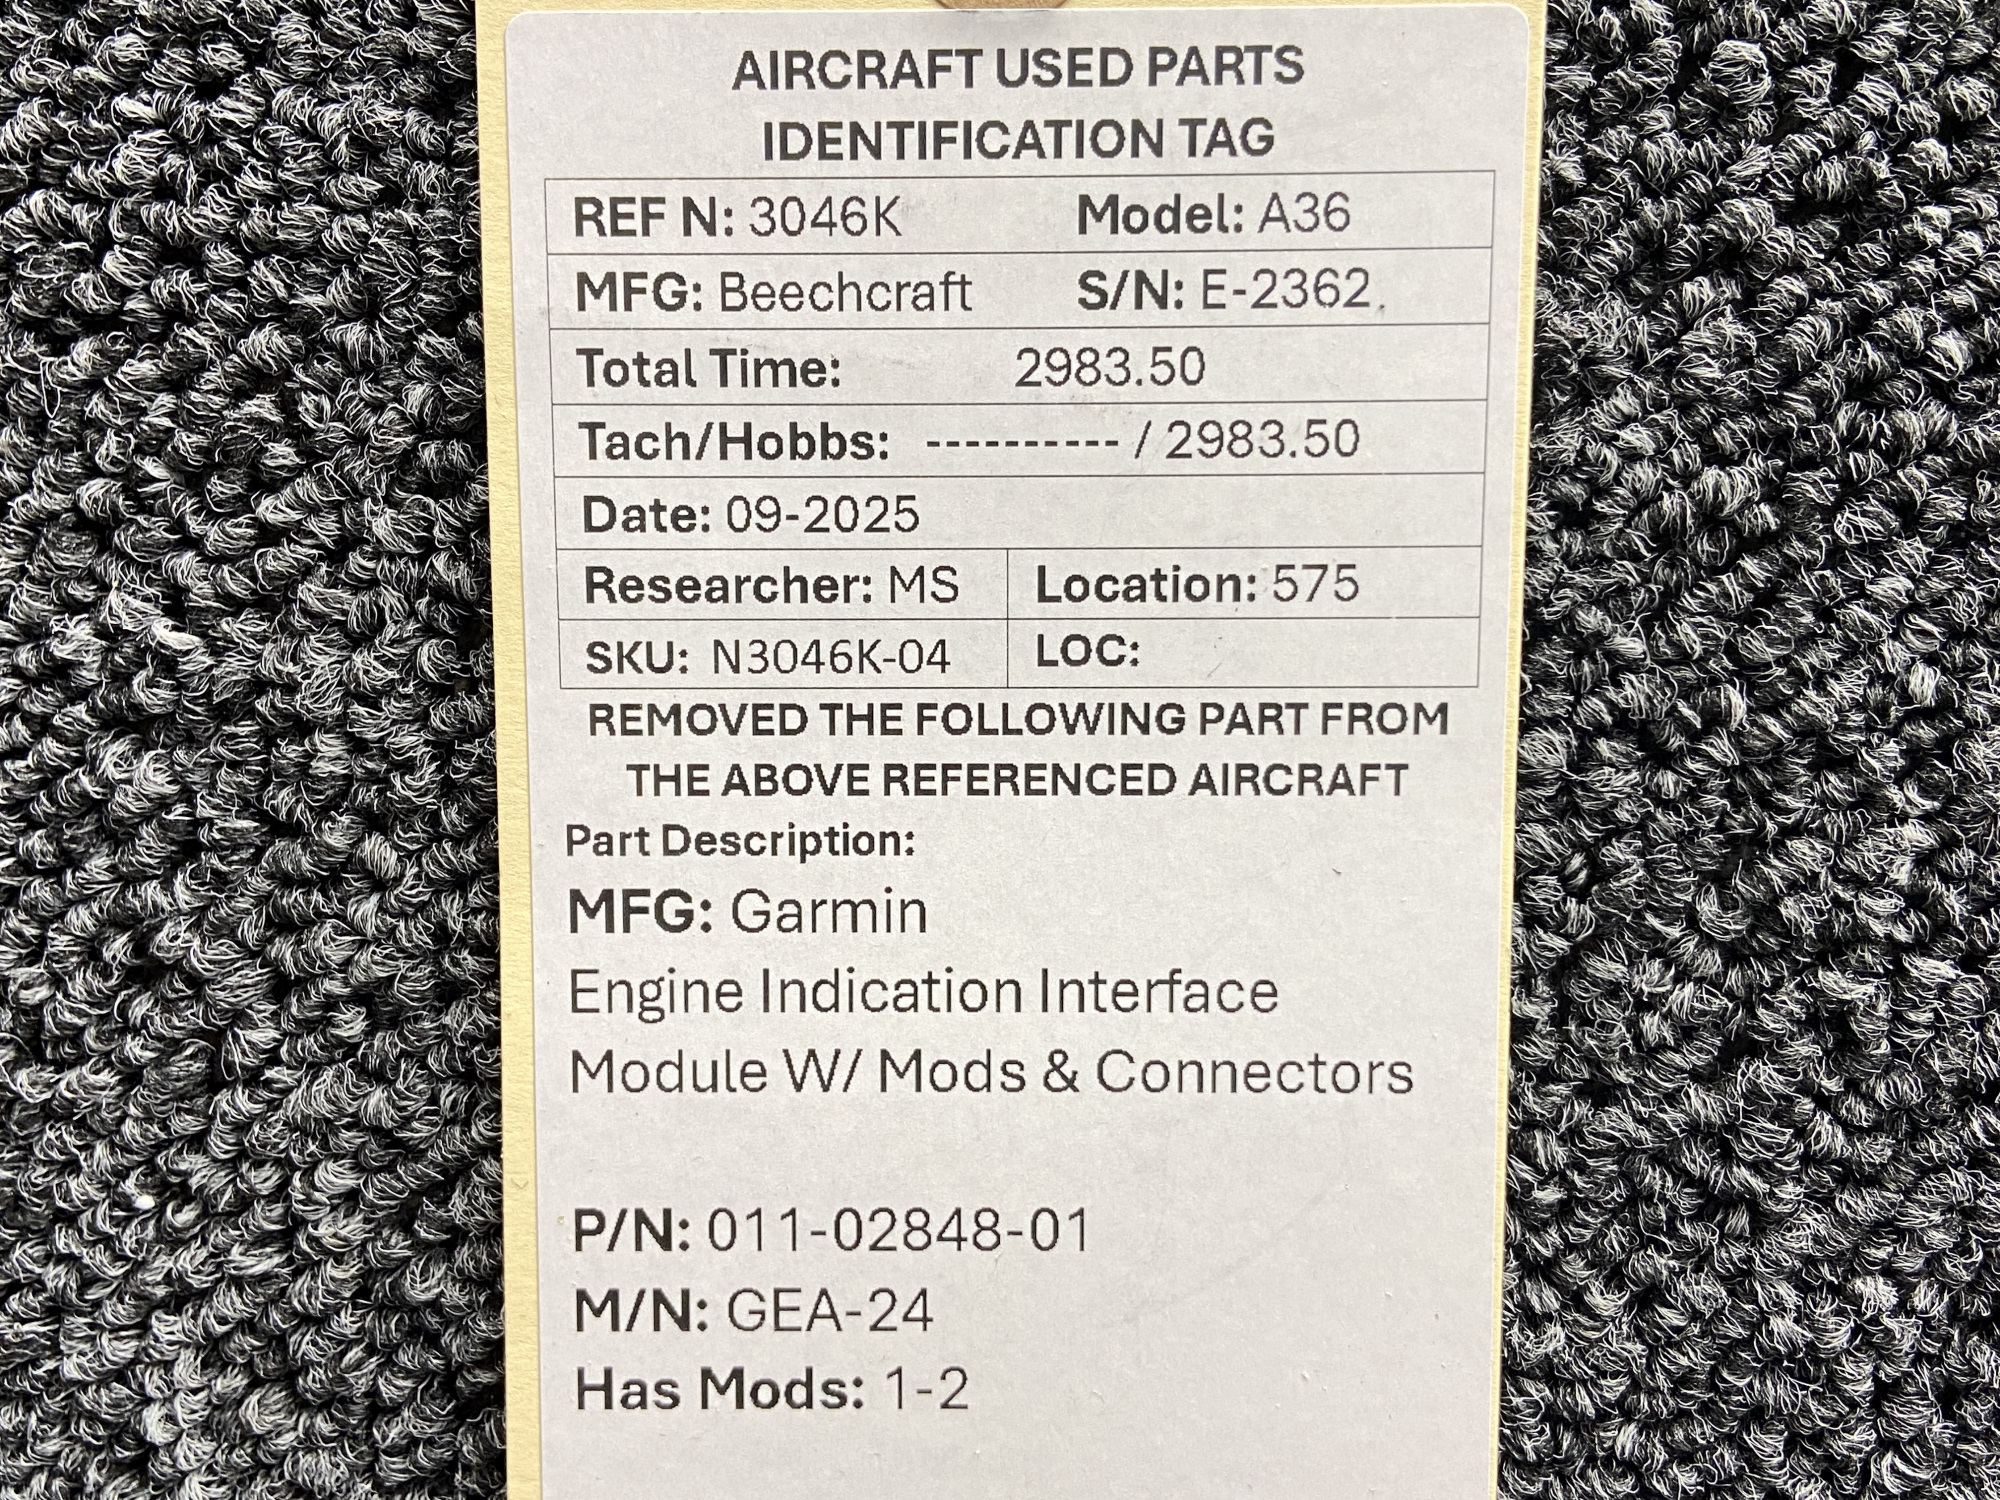 AIRCRAFT USED PARTS
IDENTIFICATION TAG
REF N: 3046K Model: A36
MFG: Beechcraft S/N: E-2362
Total Time: 2983.50
Tach/Hobbs: ---------- / 2983.50
Date: 09-2025
Researcher: MS Location: 575
SKU: N3046K-04 LOC:
REMOVED THE FOLLOWING PART FROM
THE ABOVE REFERENCED AIRCRAFT
Part Description:
MFG: Garmin
Engine Indication Interface
Module W/ Mods & Connectors
P/N: 011-02848-01
M/N: GEA-24
Has Mods: 1-2